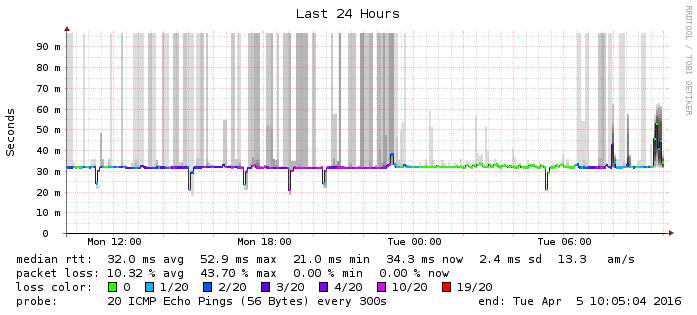 Last 24 Hours
RRDTOOL / TOBI OETIKER
Seconds
90 m
80 m
70 m
60 m
50 m
40 m
30 m
20 m
10 m
0
Mon 12:00 Mon 18:00 Tue 00:00 Tue 06:00
median rtt: 32.0 ms avg 52.9 ms max 21.0 ms min 34.3 ms now 2.4 ms sd 13.3 am/s
packet loss: 10.32 % avg 43.70 % max 0.00 % min 0.00 % now
loss color: 0 1/20 2/20 3/20 4/20 10/20 19/20
probe: 20 ICMP Echo Pings (56 Bytes) every 300s end: Tue Apr 5 10:05:04 2016